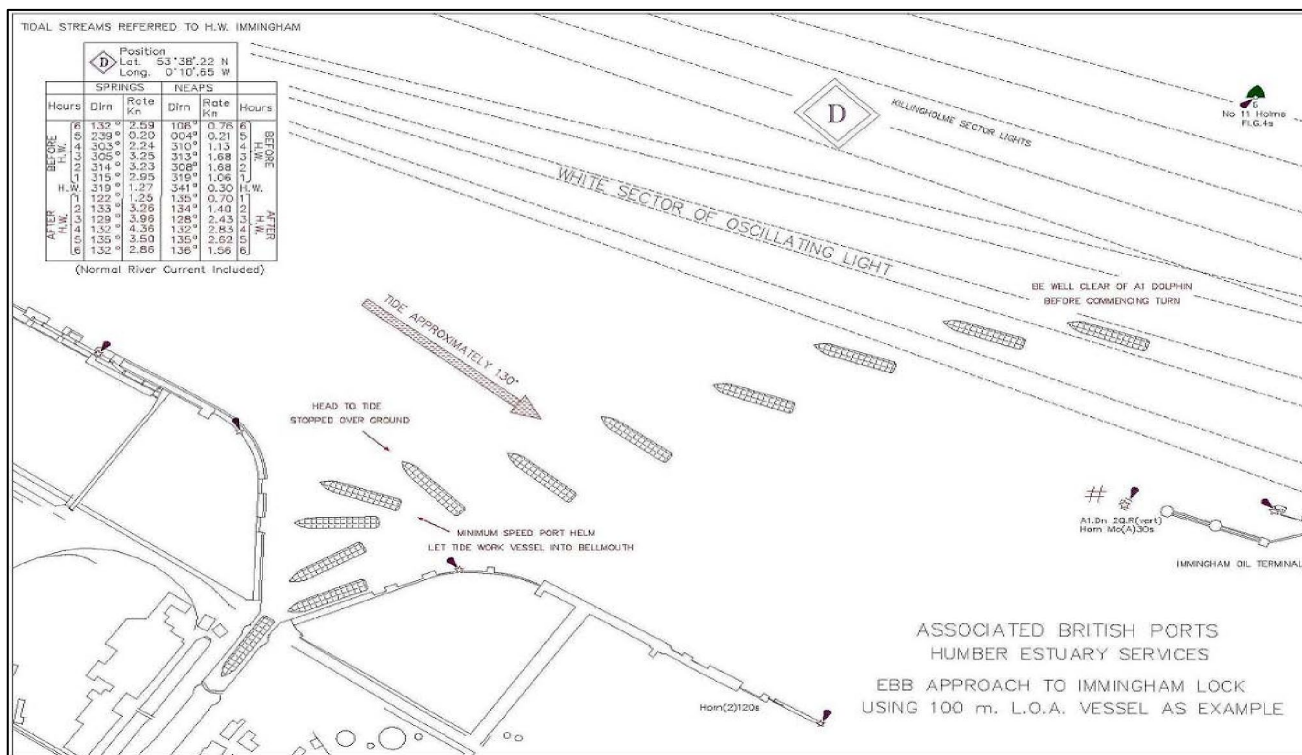 TIDAL STREAMS REFERRED TO H.W. IMMINGHAM
D
Position
Lat. 53°38'.22 N
Long. 0°10'.65 W
SPRINGS NEAPS
Hours Dirn Rate Kn Dirn Rate Kn Hours
BEFORE H.W.
6 132° 2.59 106° 0.76 6
5 239° 0.20 004° 0.21 5
4 303° 2.24 310° 1.13 4
3 305° 3.25 313° 1.68 3
2 314° 3.23 308° 1.68 2
1 315° 2.95 319° 1.06 1
BEFORE H.W.
H.W. 319° 1.27 341° 0.30 H.W.
AFTER H.W.
1 122° 1.25 135° 0.70 1
2 133° 3.26 134° 1.40 2
3 129° 3.96 128° 2.43 3
4 132° 4.36 132° 2.83 4
5 135° 3.50 135° 2.62 5
6 132° 2.86 136° 1.56 6
AFTER H.W.
(Normal River Current Included)
D
KILLINGHOLME SECTOR LIGHTS
No 11 Holme
Fl.G.4s
WHITE SECTOR OF OSCILLATING LIGHT
BE WELL CLEAR OF A1 DOLPHIN
BEFORE COMMENCING TURN
TIDE APPROXIMATELY 130°
HEAD TO TIDE
STOPPED OVER GROUND
MINIMUM SPEED PORT HELM
LET TIDE WORK VESSEL INTO BELLMOUTH
#
A1.Dn 2Q.R(vert)
Horn Mo(A)30s
IMMINGHAM OIL TERMINAL
Horn(2)120s
ASSOCIATED BRITISH PORTS
HUMBER ESTUARY SERVICES
EBB APPROACH TO IMMINGHAM LOCK
USING 100 m. L.O.A. VESSEL AS EXAMPLE